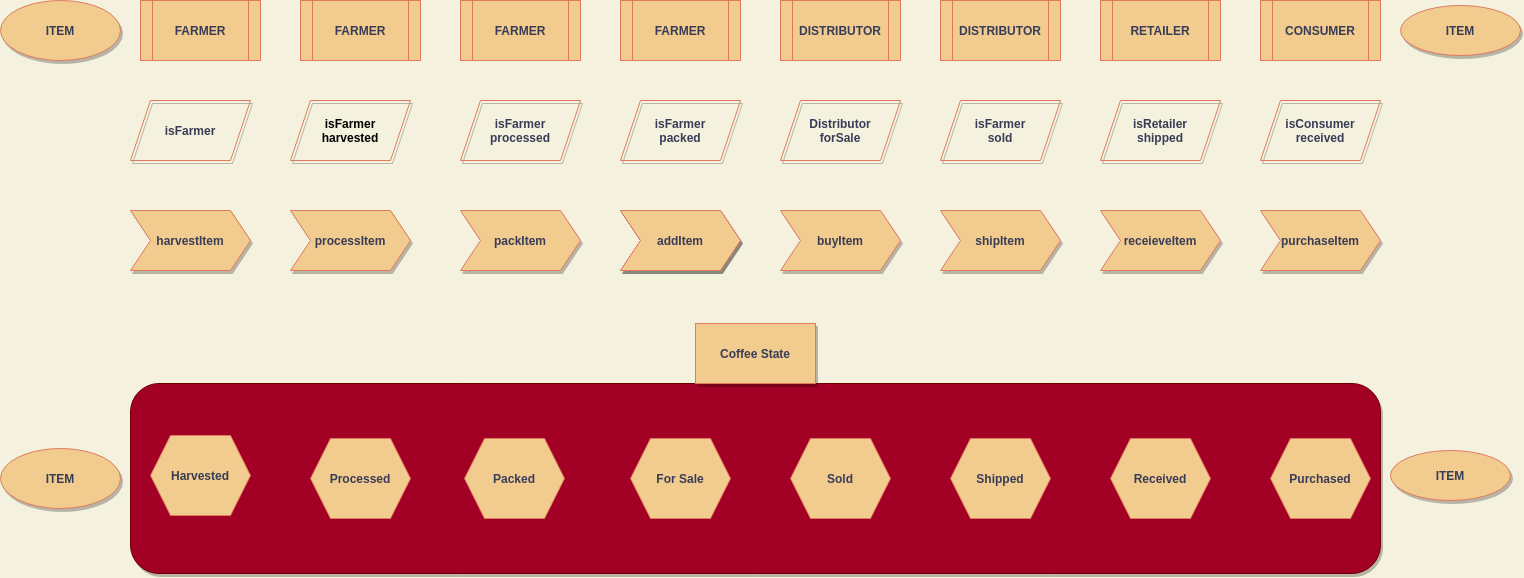 ITEM
FARMER
FARMER
FARMER
FARMER
DISTRIBUTOR
DISTRIBUTOR
RETAILER
CONSUMER
ITEM
isFarmer
isFarmer
harvested
isFarmer
processed
isFarmer
packed
Distributor
forSale
isFarmer
sold
isRetailer
shipped
isConsumer
received
harvestItem
processItem
packItem
addItem
buyItem
shipItem
receieveItem
purchaseItem
Coffee State
ITEM
Harvested
Processed
Packed
For Sale
Sold
Shipped
Received
Purchased
ITEM